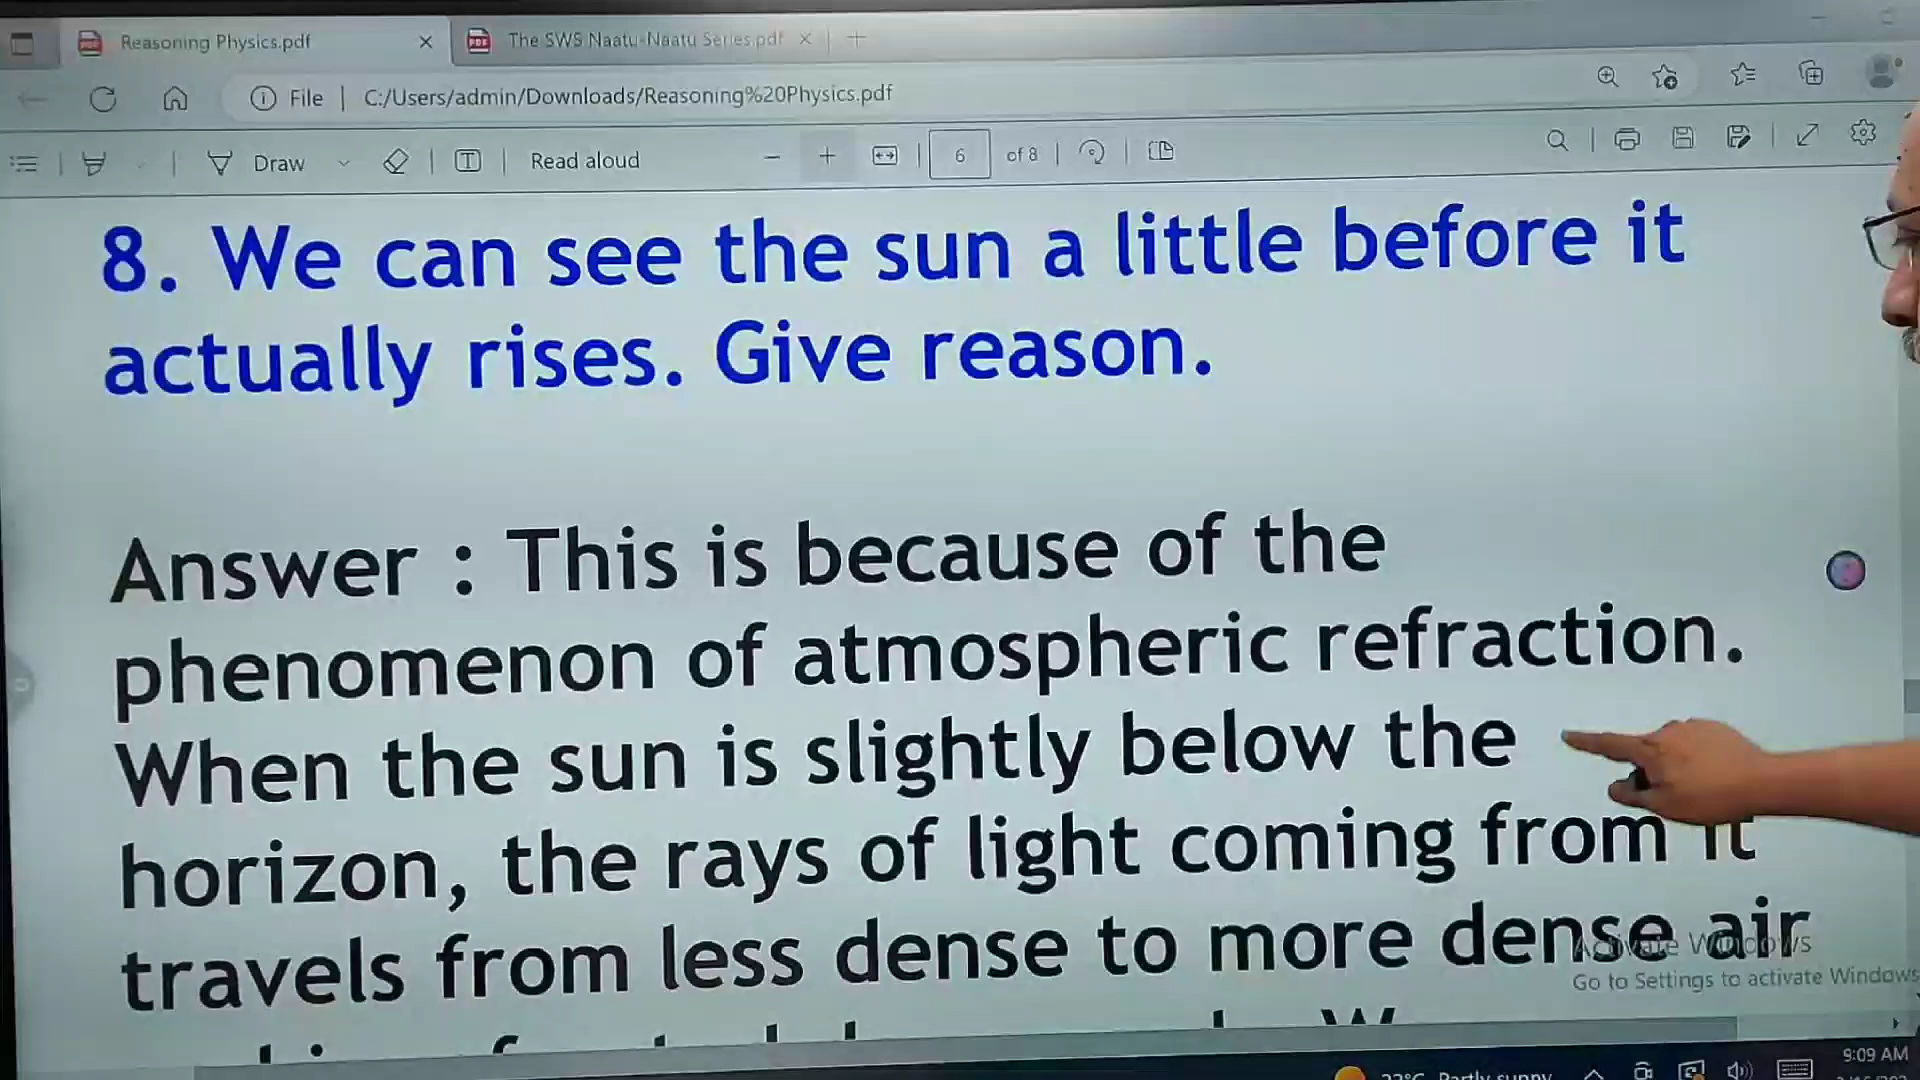 Reasoning Physics.pdf
The SWS Naatu-Naatu Series.pdf
File | C:/Users/admin/Downloads/Reasoning%20Physics.pdf
Draw
Read aloud
6 of 8
8. We can see the sun a little before it
actually rises. Give reason.
Answer : This is because of the
phenomenon of atmospheric refraction.
When the sun is slightly below the
horizon, the rays of light coming from it
travels from less dense to more dense air
Activate Windows
Go to Settings to activate Windows
Partly sunny
9:09 AM